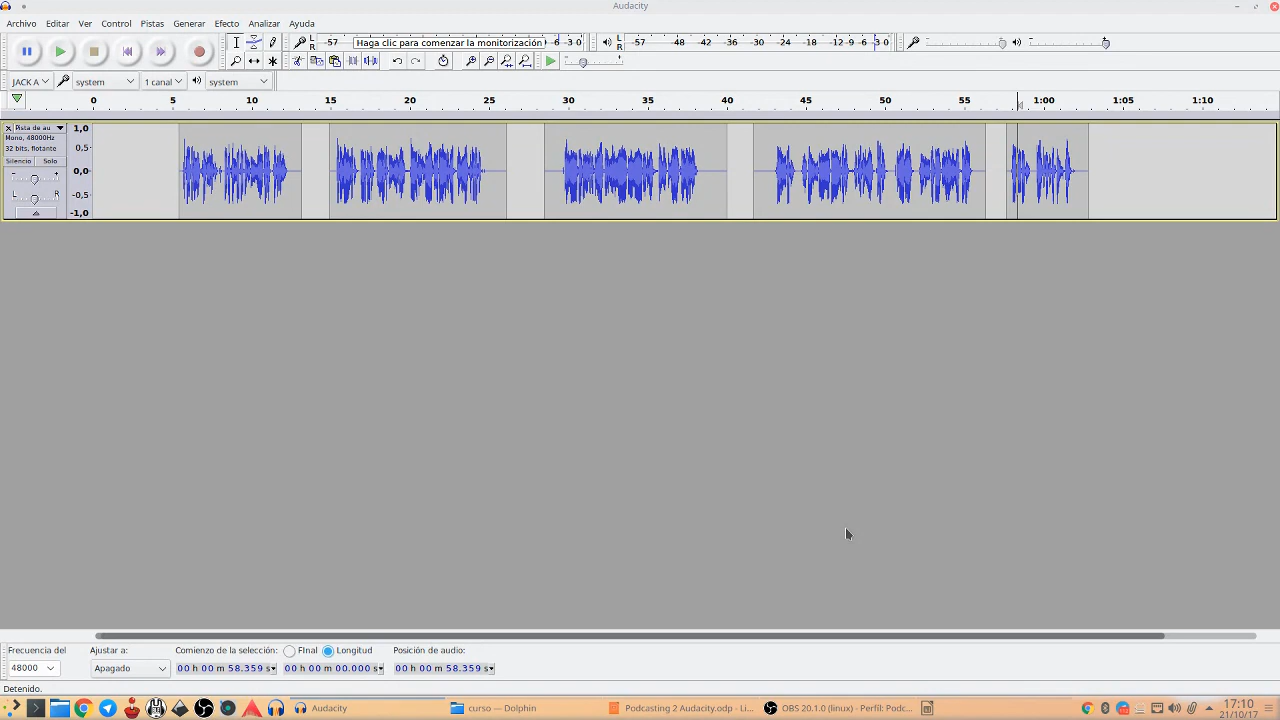 Audacity
Archivo Editar Ver Control Pistas Generar Efecto Analizar Ayuda
L R -57 Haga clic para comenzar la monitorización -6 -3 0
L R -57 -48 -42 -36 -30 -24 -18 -12 -9 -6 -3 0
JACK A system 1 canal system
0 5 10 15 20 25 30 35 40 45 50 55 1:00 1:05 1:10
Pista de au
Mono, 48000Hz
32 bits, flotante
Silencio Solo
- +
L R
1,0
0,5
0,0
-0,5
-1,0
Frecuencia del Ajustar a: Comienzo de la selección: FInal Longitud Posición de audio:
48000 Apagado 00 h 00 m 58.359 s 00 h 00 m 00.000 s 00 h 00 m 58.359 s
Detenido.
Audacity curso — Dolphin Podcasting 2 Audacity.odp - Li... OBS 20.1.0 (linux) - Perfil: Podc...
17:10
21/10/17